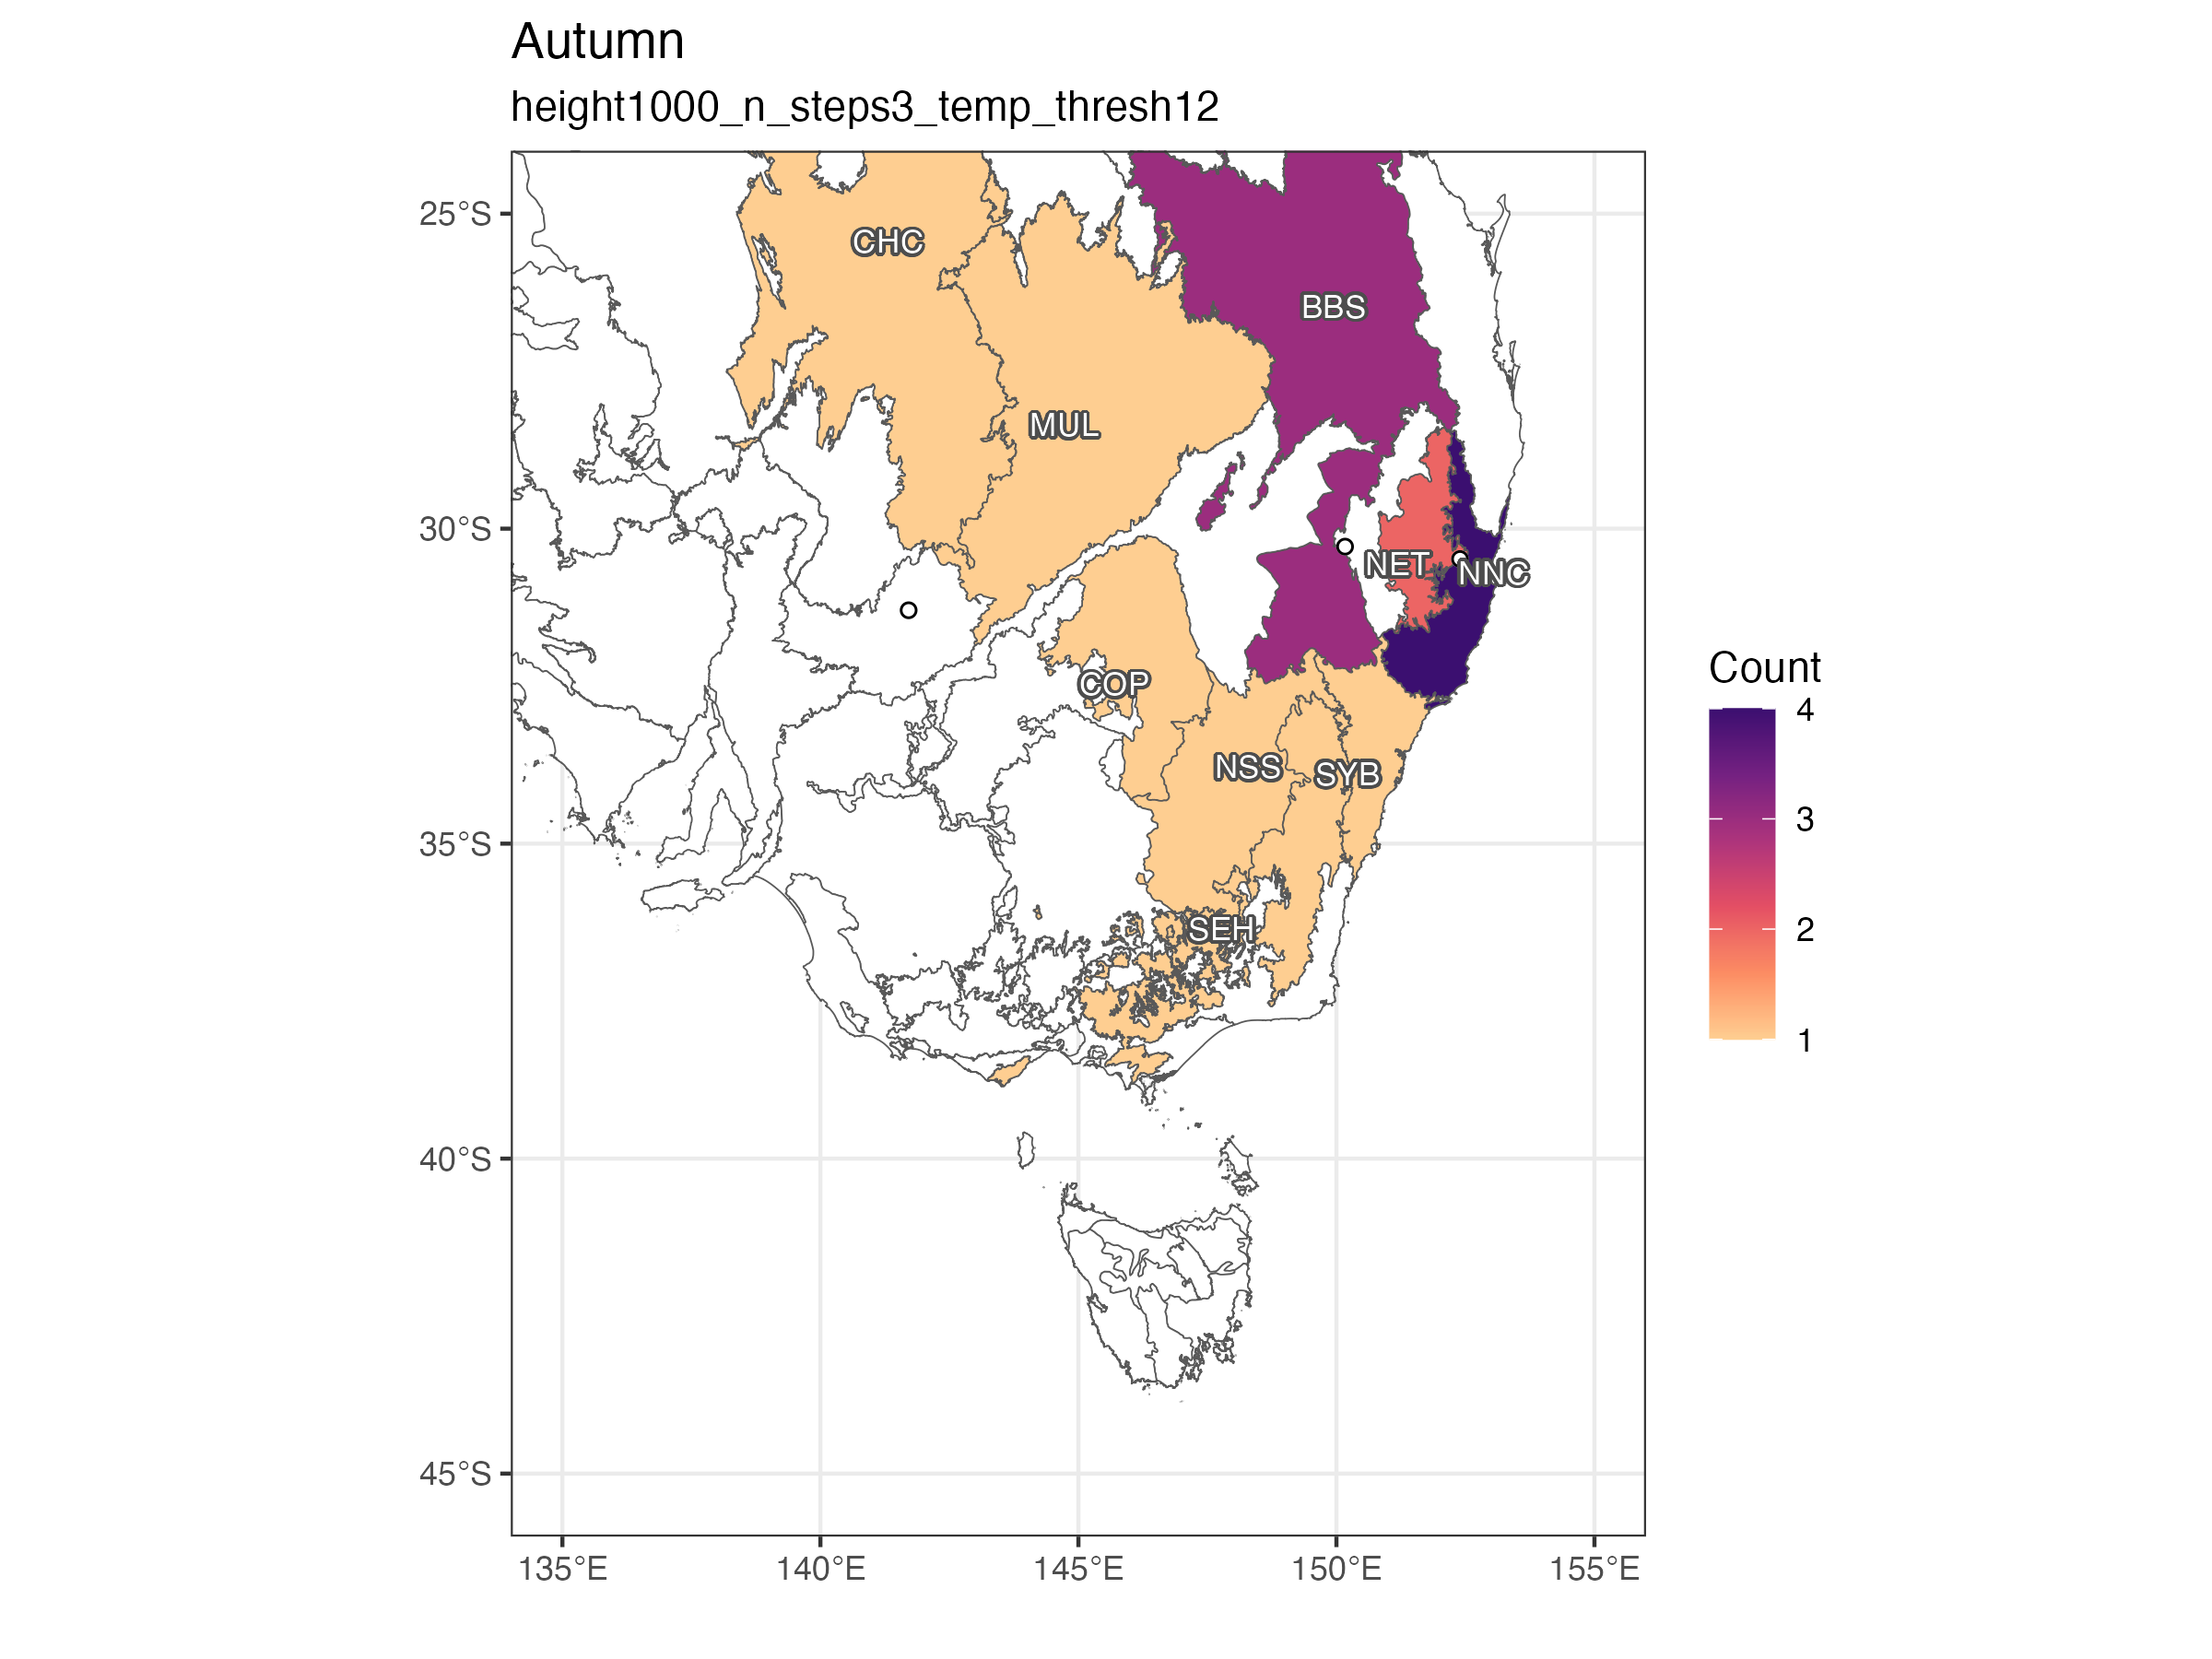 Autumn
height1000_n_steps3_temp_thresh12
25°S
30°S
35°S
40°S
45°S
135°E
140°E
145°E
150°E
155°E
CHC
BBS
MUL
NET
NNC
COP
NSS
SYB
SEH
Count
4
3
2
1